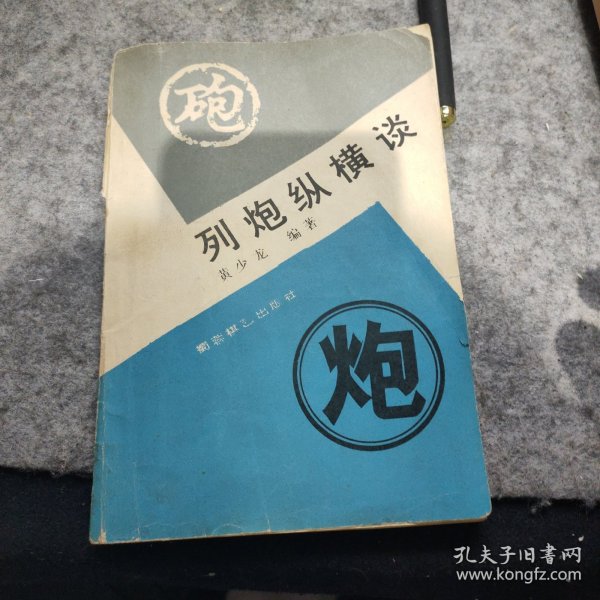 砲
列炮纵横谈
黄少龙 编著
蜀蓉棋艺出版社
炮
孔夫子旧书网
www.kongfz.com